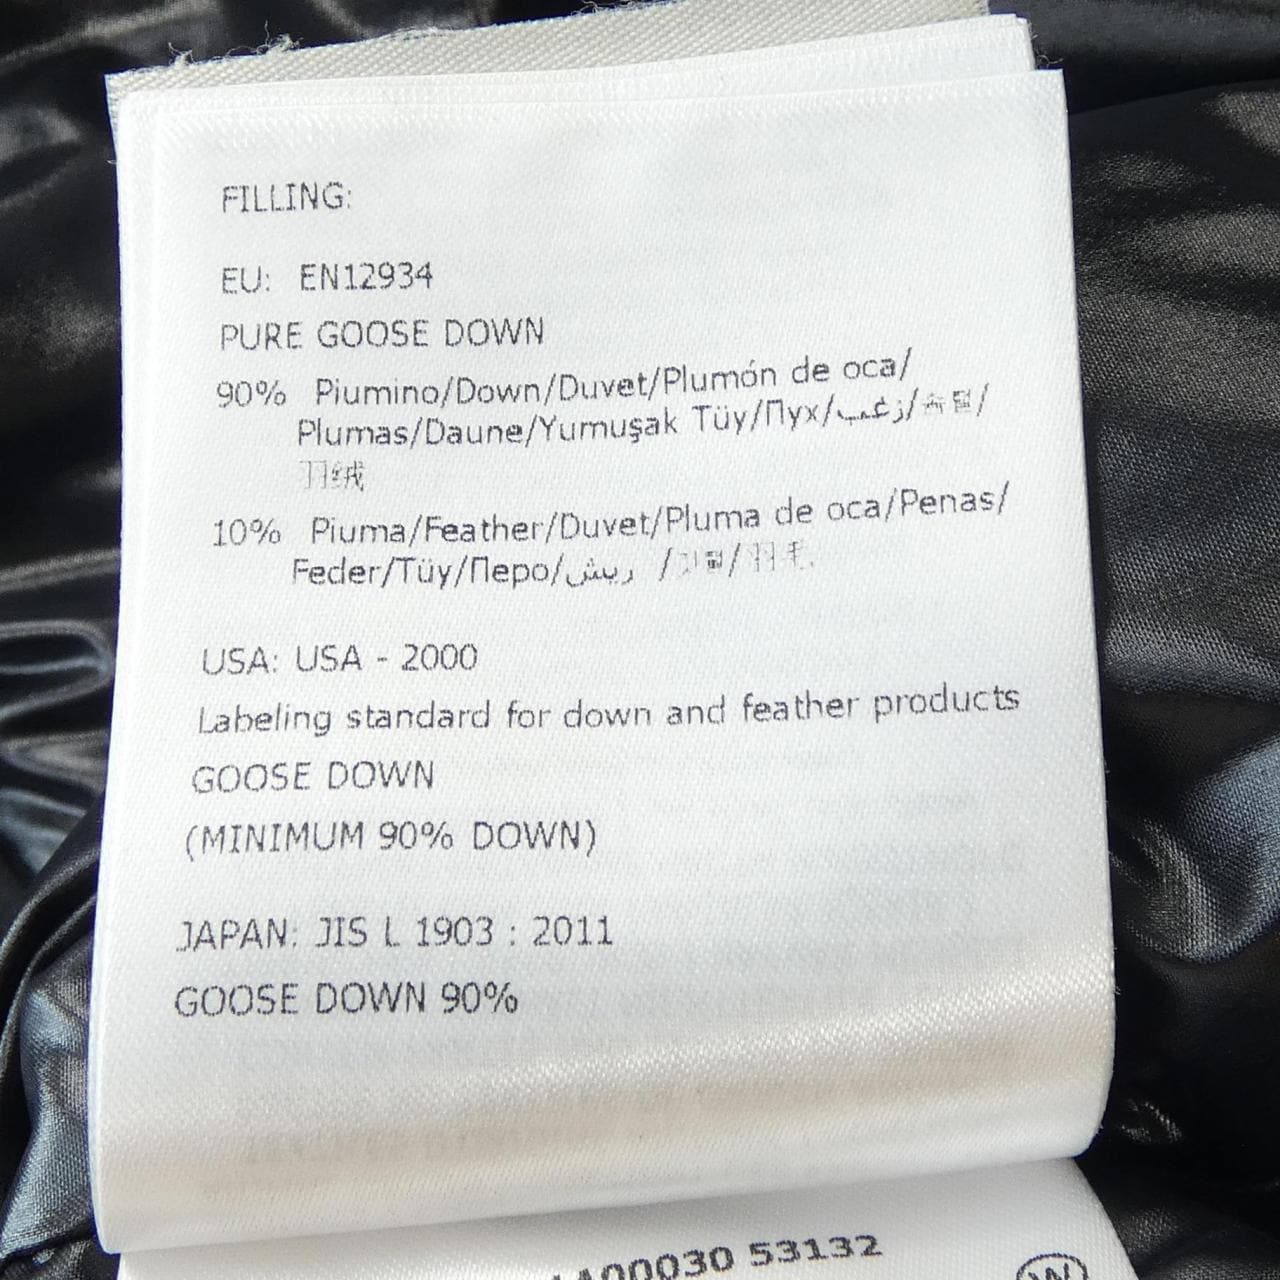 FILLING:
EU: EN12934
PURE GOOSE DOWN
90% Piumino/Down/Duvet/Plumón de oca/
Plumas/Daune/Yumuşak Tüy/Пух/زغب/속털/
羽绒
10% Piuma/Feather/Duvet/Pluma de oca/Penas/
Feder/Tüy/Перо/ريش /깃털/羽毛.
USA: USA - 2000
Labeling standard for down and feather products
GOOSE DOWN
(MINIMUM 90% DOWN)
JAPAN: JIS L 1903 : 2011
GOOSE DOWN 90%
53132